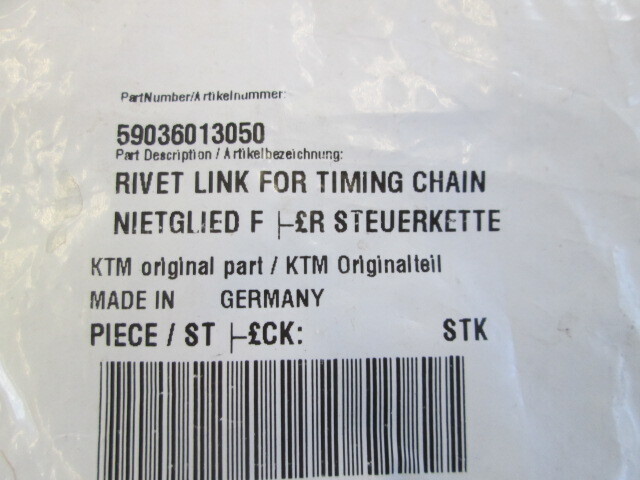 PartNumber/Artikelnummer:
59036013050
Part Description / Artikelbezeichnung:
RIVET LINK FOR TIMING CHAIN
NIETGLIED F├£R STEUERKETTE
KTM original part / KTM Originalteil
MADE IN GERMANY
PIECE / ST├£CK: STK